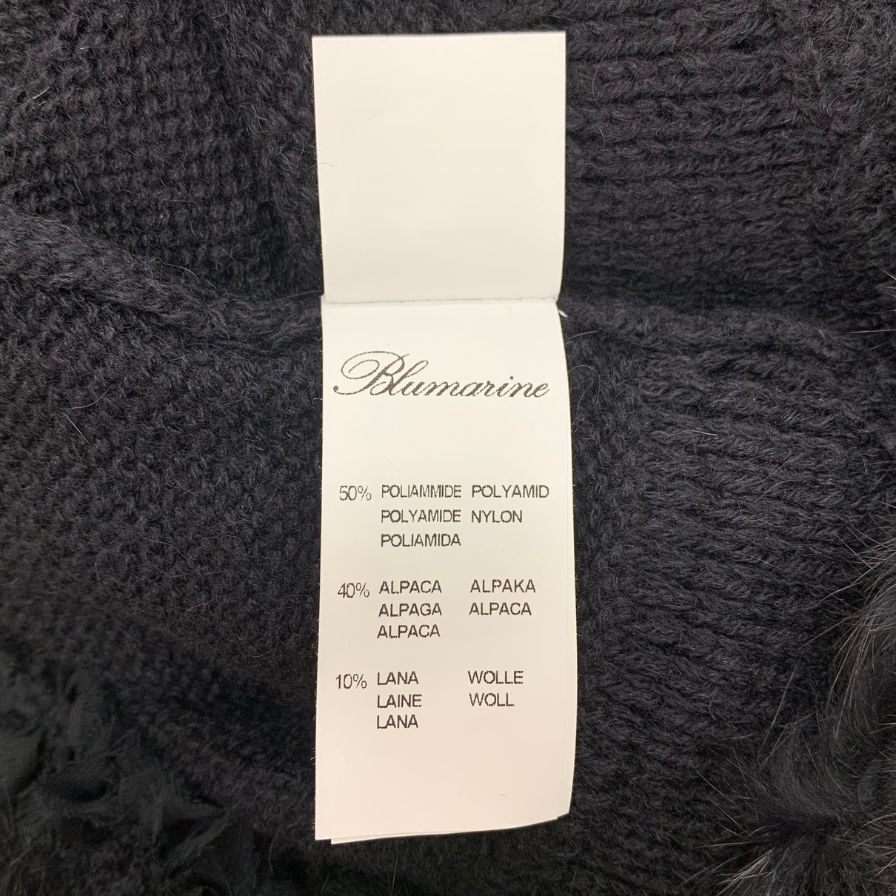 Blumarine
50% POLIAMMIDE POLYAMID
POLYAMIDE NYLON
POLIAMIDA
40% ALPACA ALPAKA
ALPAGA ALPACA
ALPACA
10% LANA WOLLE
LAINE WOLL
LANA